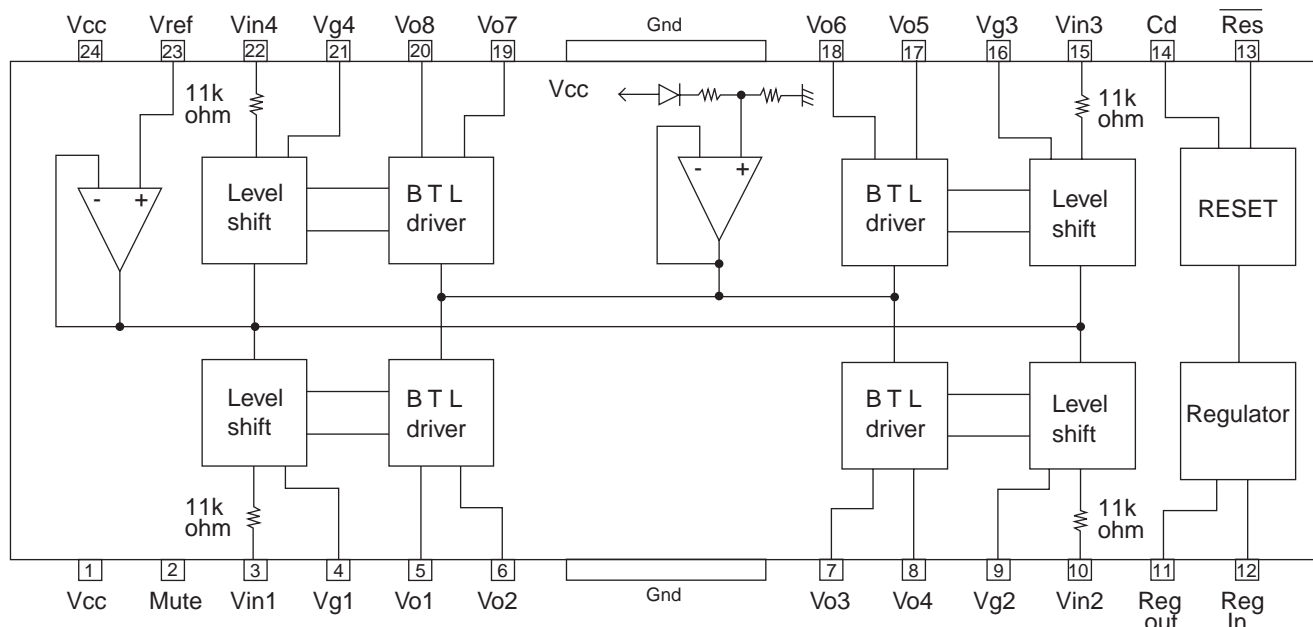 Vcc Vref Vin4 Vg4 Vo8 Vo7 Gnd Vo6 Vo5 Vg3 Vin3 Cd Res
24 23 22 21 20 19 18 17 16 15 14 13
11k
ohm
Vcc
11k
ohm
- +
Level
shift
B T L
driver
- +
B T L
driver
Level
shift
RESET
Level
shift
B T L
driver
B T L
driver
Level
shift
Regulator
11k
ohm
11k
ohm
1 2 3 4 5 6 7 8 9 10 11 12
Vcc Mute Vin1 Vg1 Vo1 Vo2 Gnd Vo3 Vo4 Vg2 Vin2 Reg
out
Reg
In